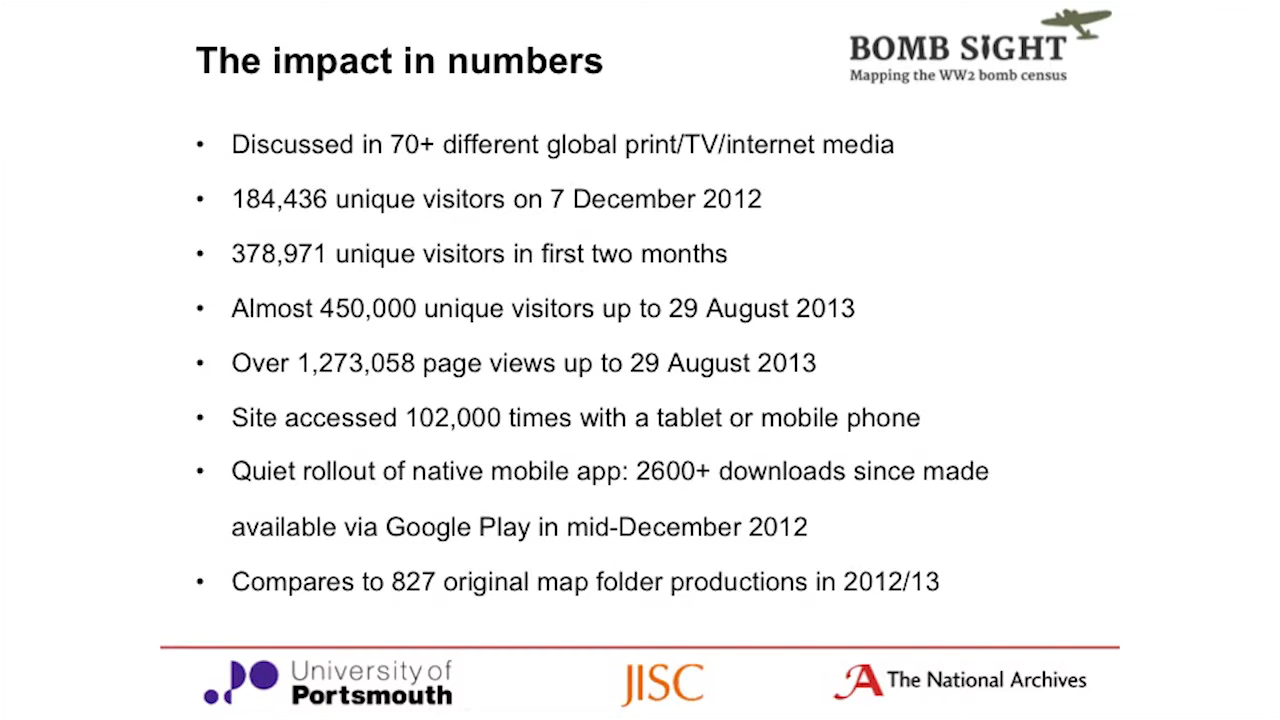 The impact in numbers
BOMB SIGHT
Mapping the WW2 bomb census
• Discussed in 70+ different global print/TV/internet media
• 184,436 unique visitors on 7 December 2012
• 378,971 unique visitors in first two months
• Almost 450,000 unique visitors up to 29 August 2013
• Over 1,273,058 page views up to 29 August 2013
• Site accessed 102,000 times with a tablet or mobile phone
• Quiet rollout of native mobile app: 2600+ downloads since made
available via Google Play in mid-December 2012
• Compares to 827 original map folder productions in 2012/13
University of
Portsmouth
JISC
The National Archives